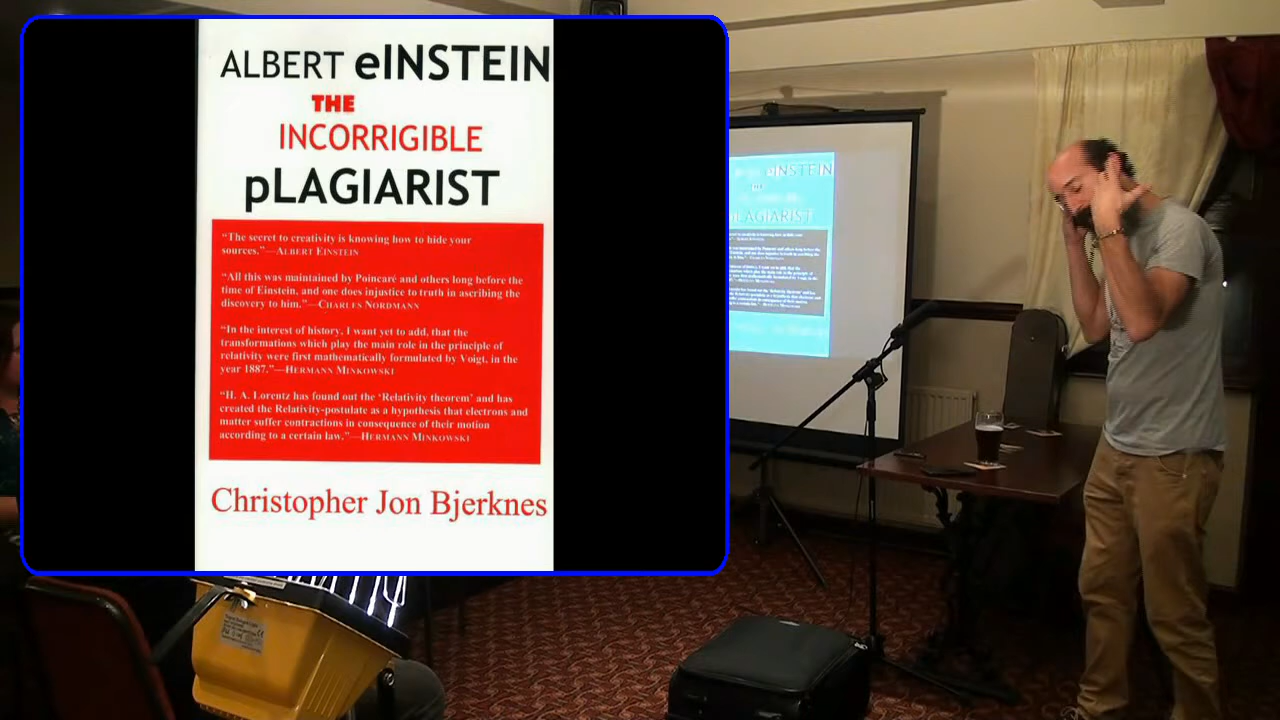 ALBERT eINSTEIN
THE
INCORRIGIBLE
pLAGIARIST
“The secret to creativity is knowing how to hide your
sources.”—ALBERT EINSTEIN
“All this was maintained by Poincaré and others long before the
time of Einstein, and one does injustice to truth in ascribing the
discovery to him.”—CHARLES NORDMANN
“In the interest of history, I want yet to add, that the
transformations which play the main role in the principle of
relativity were first mathematically formulated by Voigt, in the
year 1887.”—HERMANN MINKOWSKI
“H. A. Lorentz has found out the ‘Relativity theorem’ and has
created the Relativity-postulate as a hypothesis that electrons and
matter suffer contractions in consequence of their motion
according to a certain law.”—HERMANN MINKOWSKI
Christopher Jon Bjerknes
eINSTEIN
THE
pLAGIARIST